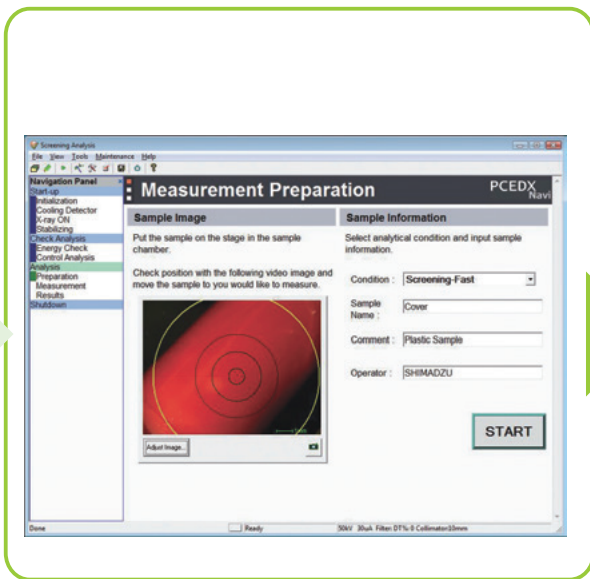 Screening Analysis
File View Tools Maintenance Help
Navigation Panel
Start-up
Initialization
Cooling Detector
X-ray ON
Stabilizing
Check Analysis
Energy Check
Control Analysis
Analysis
Preparation
Measurement
Results
Shutdown
Measurement Preparation
PCEDX
Navi
Sample Image
Put the sample on the stage in the sample
chamber.
Check position with the following video image and
move the sample to you would like to measure.
Adjust Image...
Sample Information
Select analytical condition and input sample
information.
Condition : Screening-Fast
Sample
Name : Cover
Comment : Plastic Sample
Operator : SHIMADZU
START
Done Ready 50kV 30uA Filter: DT%:0 Collimator:10mm